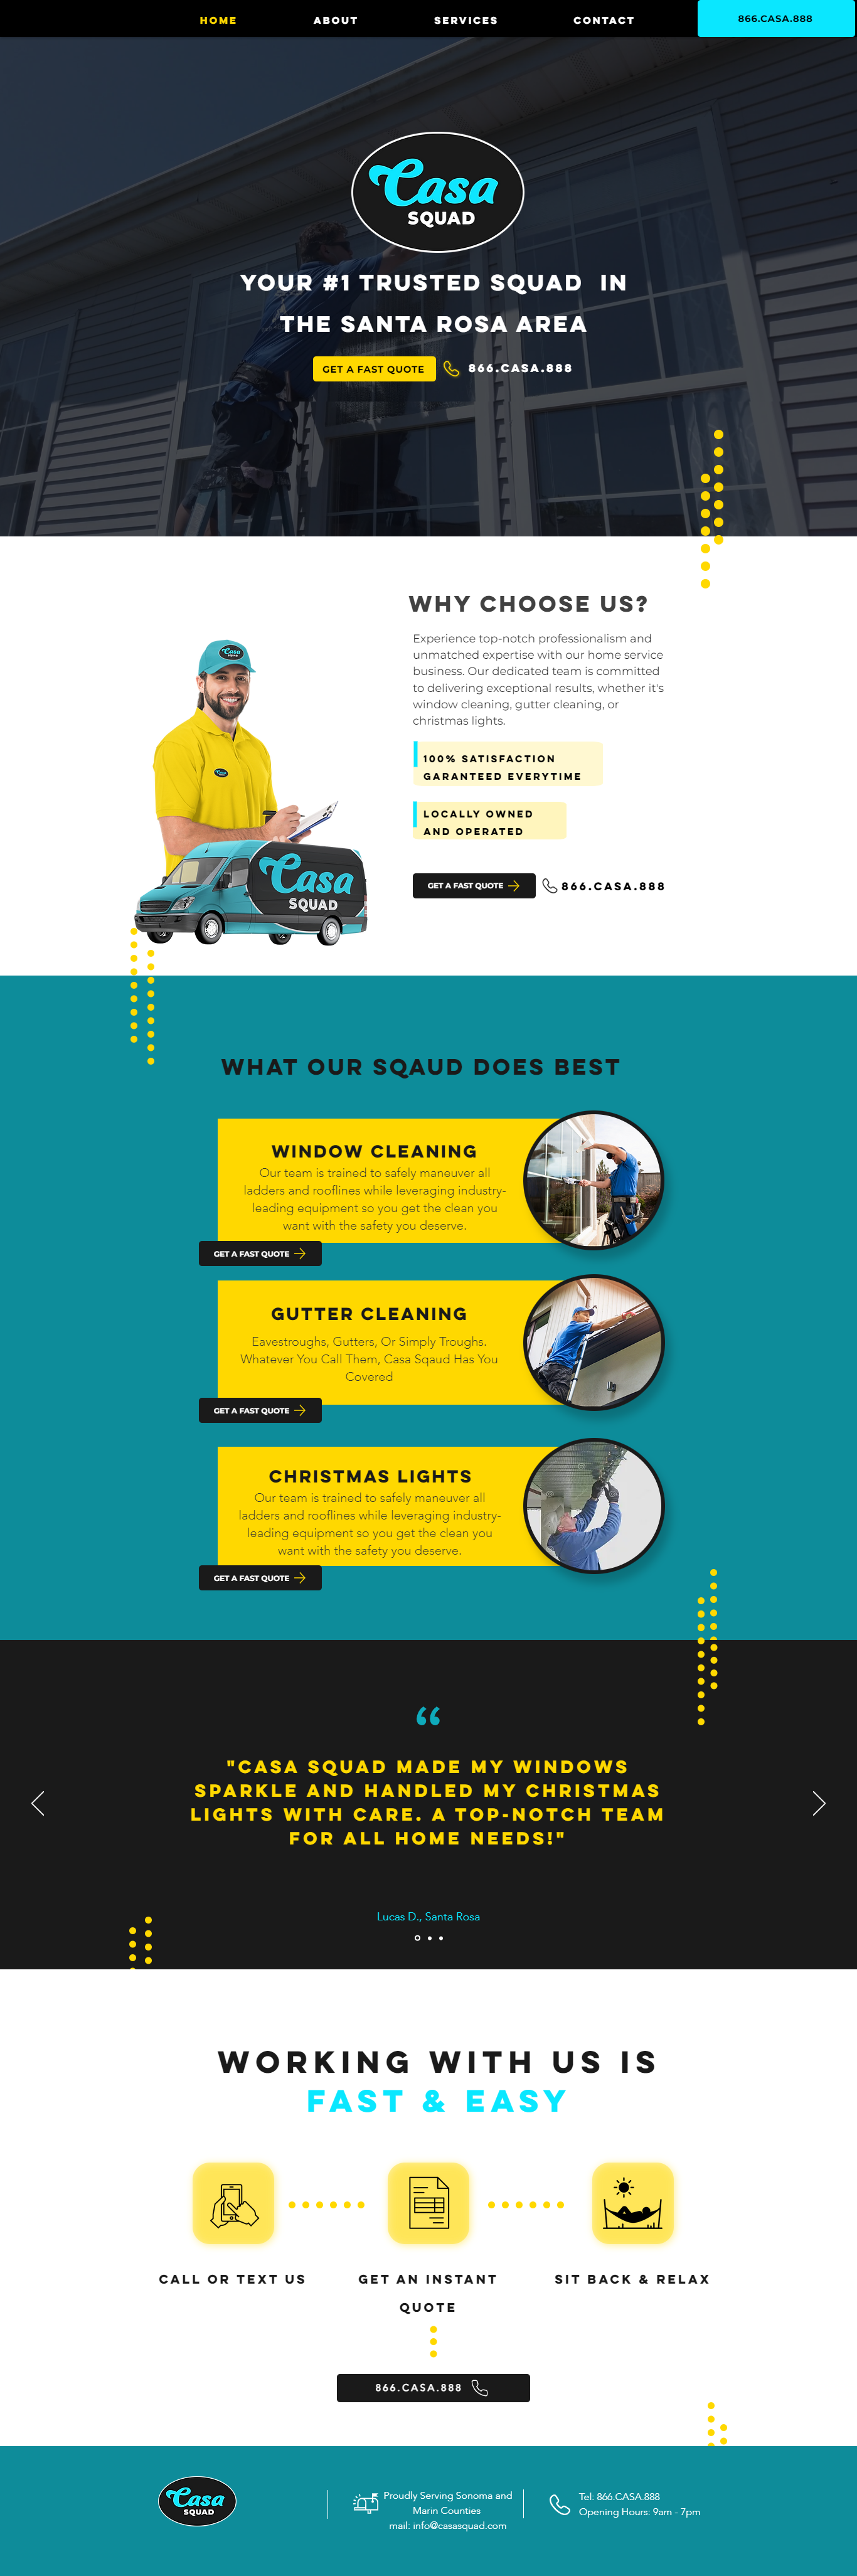 HOME ABOUT SERVICES CONTACT 866.CASA.888
Casa
SQUAD
YOUR #1 TRUSTED SQUAD IN
THE SANTA ROSA AREA
GET A FAST QUOTE 866.CASA.888
WHY CHOOSE US?
Experience top-notch professionalism and
unmatched expertise with our home service
business. Our dedicated team is committed
to delivering exceptional results, whether it's
window cleaning, gutter cleaning, or
christmas lights.
100% SATISFACTION
GARANTEED EVERYTIME
LOCALLY OWNED
AND OPERATED
GET A FAST QUOTE 866.CASA.888
Casa
SQUAD
Casa
SQUAD
WHAT OUR SQAUD DOES BEST
WINDOW CLEANING
Our team is trained to safely maneuver all
ladders and rooflines while leveraging industry-
leading equipment so you get the clean you
want with the safety you deserve.
GET A FAST QUOTE
GUTTER CLEANING
Eavestroughs, Gutters, Or Simply Troughs.
Whatever You Call Them, Casa Sqaud Has You
Covered
GET A FAST QUOTE
CHRISTMAS LIGHTS
Our team is trained to safely maneuver all
ladders and rooflines while leveraging industry-
leading equipment so you get the clean you
want with the safety you deserve.
GET A FAST QUOTE
“
"CASA SQUAD MADE MY WINDOWS
SPARKLE AND HANDLED MY CHRISTMAS
LIGHTS WITH CARE. A TOP-NOTCH TEAM
FOR ALL HOME NEEDS!"
Lucas D., Santa Rosa
WORKING WITH US IS
FAST & EASY
CALL OR TEXT US
GET AN INSTANT
QUOTE
SIT BACK & RELAX
866.CASA.888
Casa
SQUAD
Proudly Serving Sonoma and
Marin Counties
mail: info@casasquad.com
Tel: 866.CASA.888
Opening Hours: 9am - 7pm